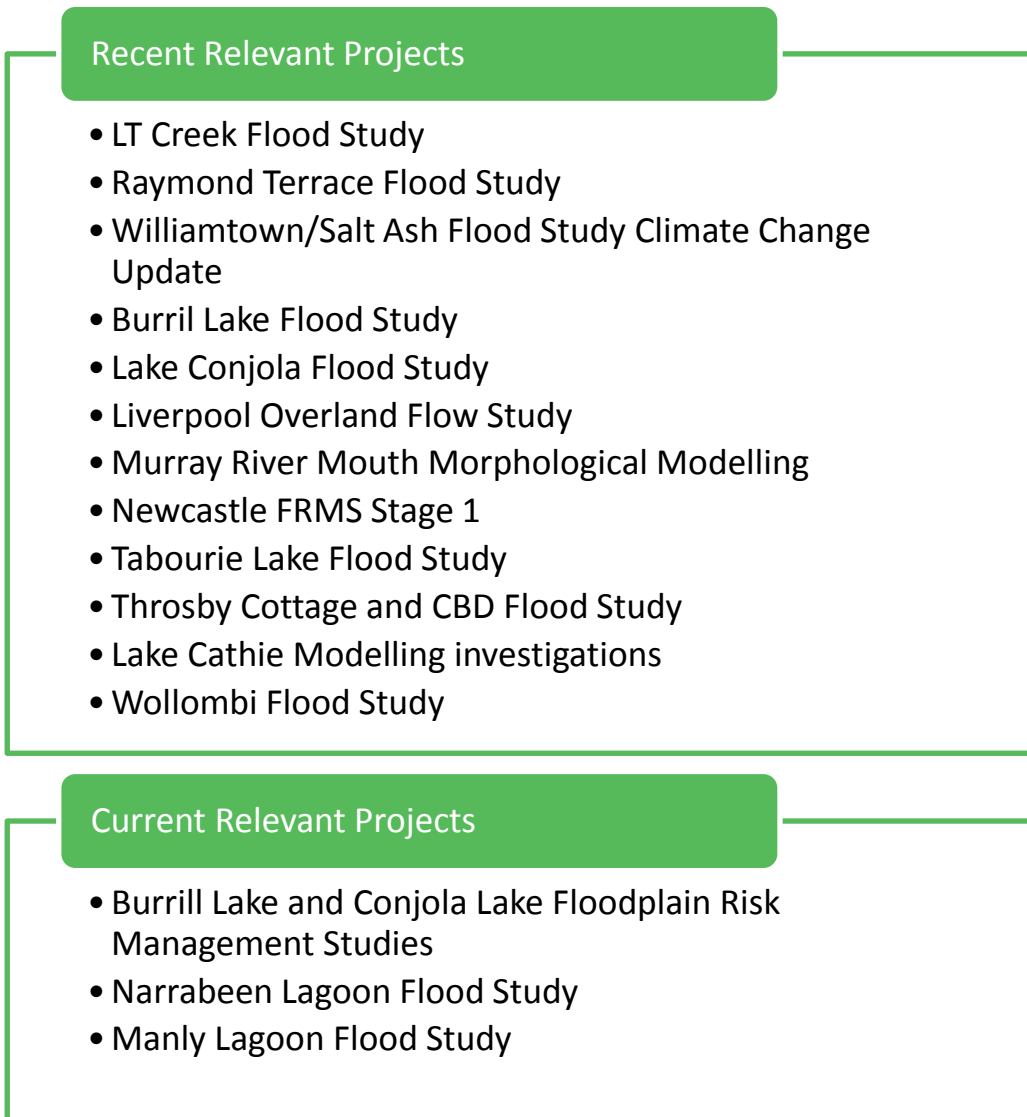 Recent Relevant Projects
• LT Creek Flood Study
• Raymond Terrace Flood Study
• Williamtown/Salt Ash Flood Study Climate Change
Update
• Burril Lake Flood Study
• Lake Conjola Flood Study
• Liverpool Overland Flow Study
• Murray River Mouth Morphological Modelling
• Newcastle FRMS Stage 1
• Tabourie Lake Flood Study
• Throsby Cottage and CBD Flood Study
• Lake Cathie Modelling investigations
• Wollombi Flood Study
Current Relevant Projects
• Burrill Lake and Conjola Lake Floodplain Risk
Management Studies
• Narrabeen Lagoon Flood Study
• Manly Lagoon Flood Study